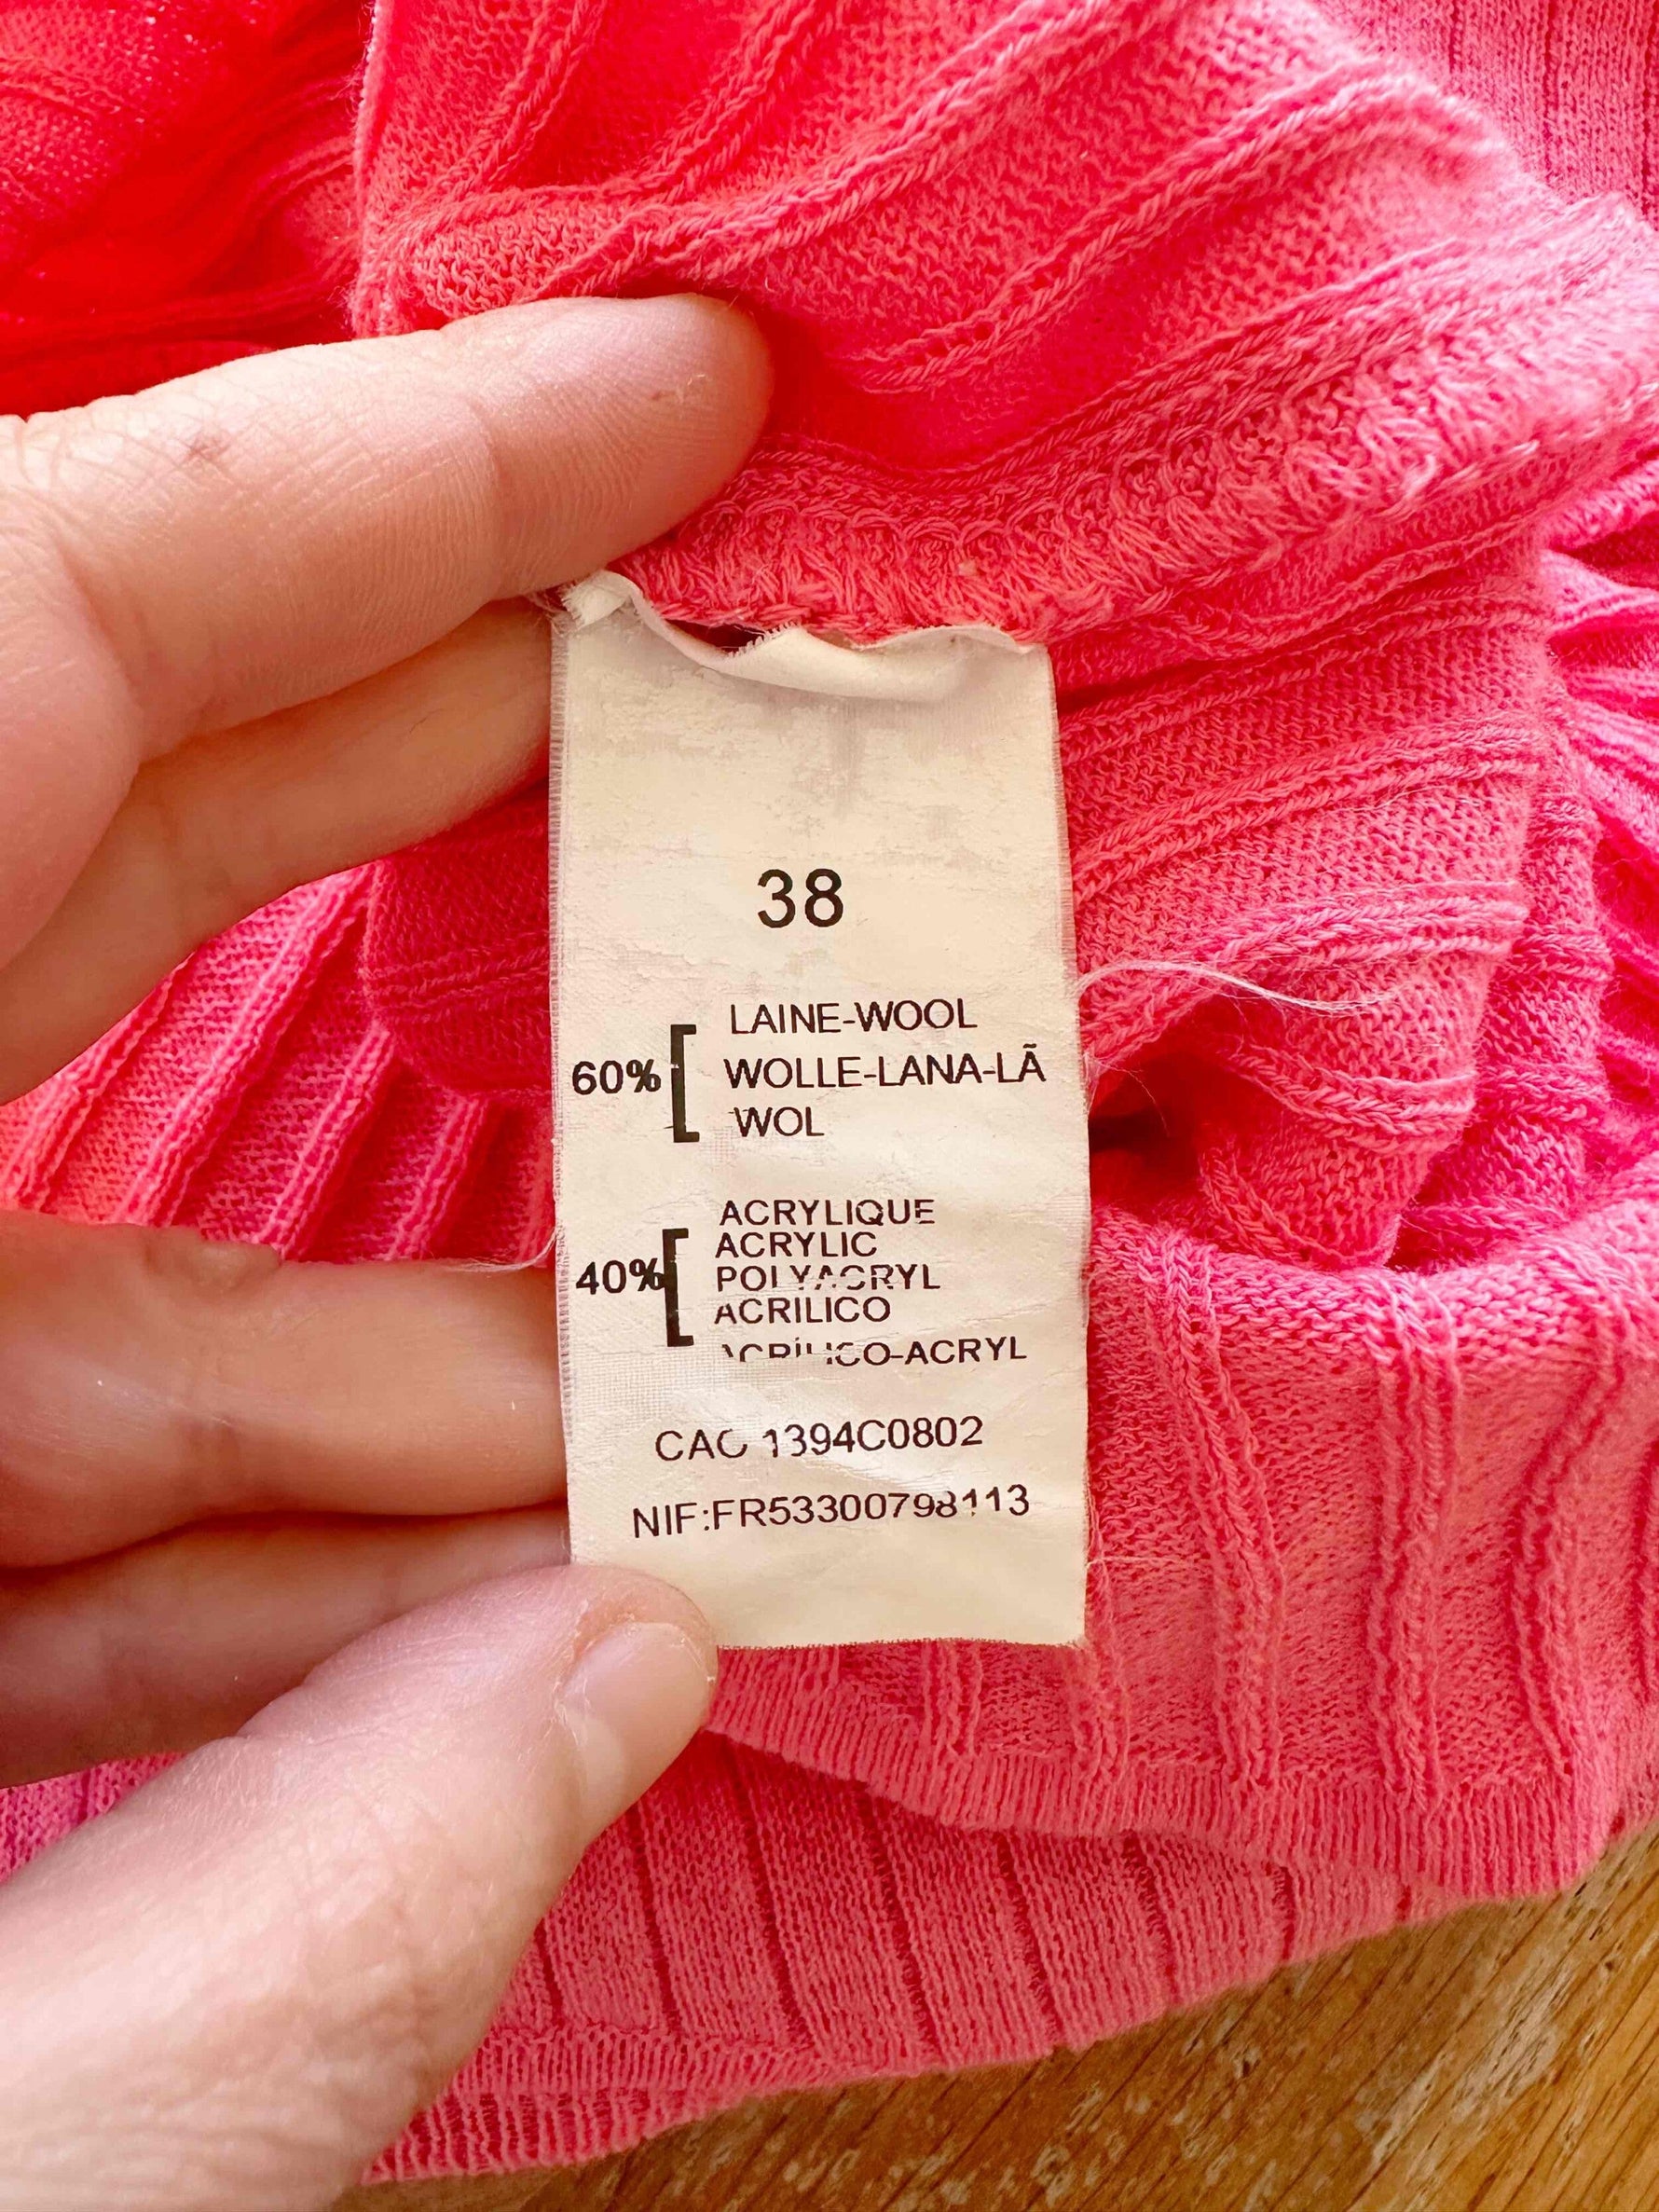 38
LAINE-WOOL
60% WOLLE-LANA-LÃ
WOL
ACRYLIQUE
ACRYLIC
40% POLYACRYL
ACRILICO
ACRÍLICO-ACRYL
CAC 1394C0802
NIF:FR53300798113